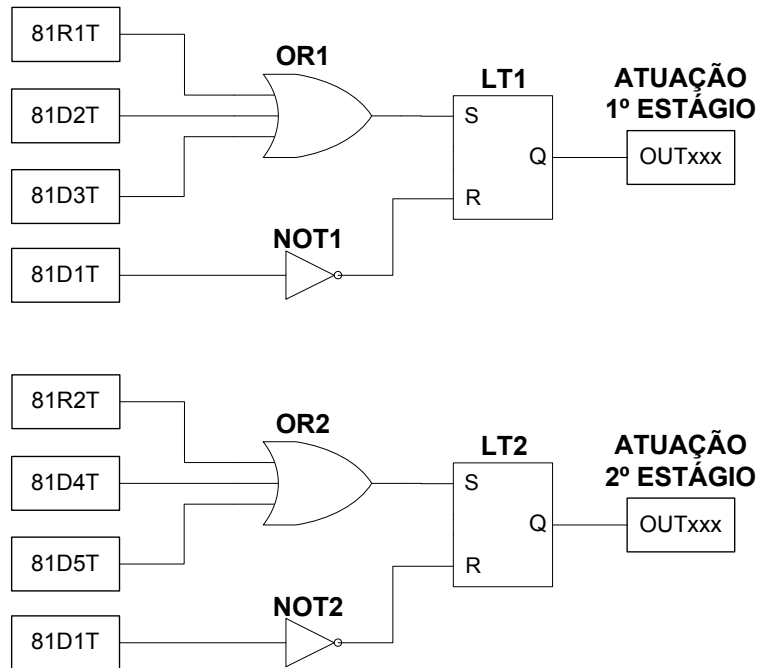 81R1T
OR1
LT1
ATUAÇÃO
1º ESTÁGIO
81D2T
S
Q
OUTxxx
81D3T
R
NOT1
81D1T
81R2T
OR2
LT2
ATUAÇÃO
2º ESTÁGIO
81D4T
S
Q
OUTxxx
81D5T
R
NOT2
81D1T